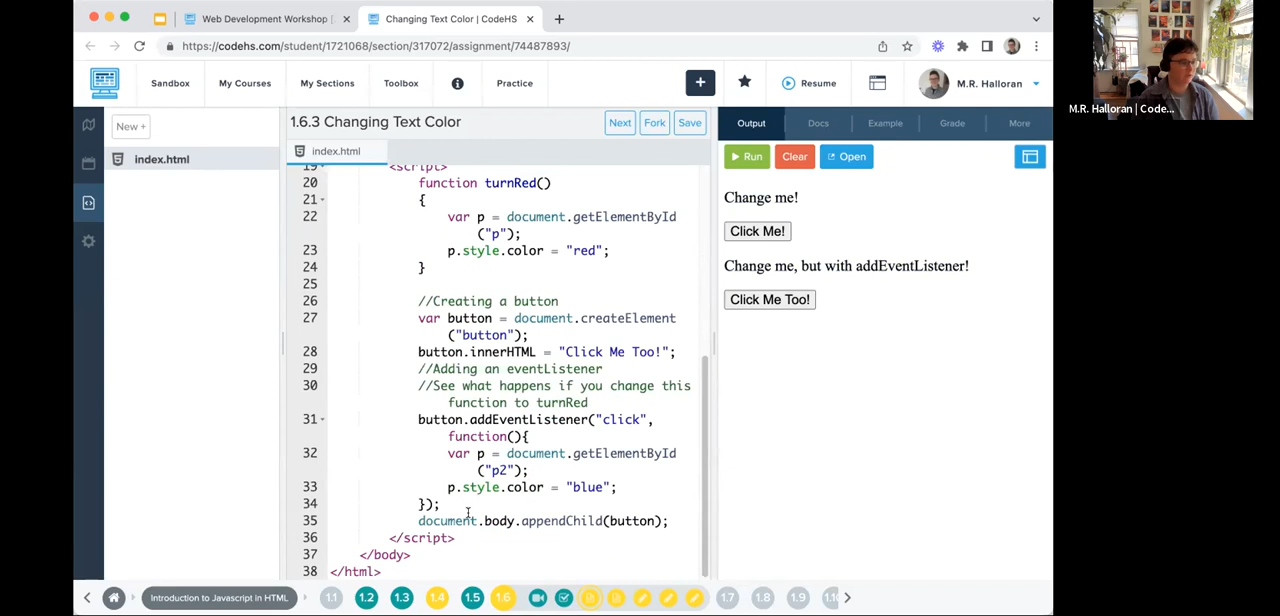 Web Development Workshop |
Changing Text Color | CodeHS
https://codehs.com/student/1721068/section/317072/assignment/74487893/
Sandbox
My Courses
My Sections
Toolbox
Practice
+
Resume
M.R. Halloran
M.R. Halloran | Code...
New +
index.html
1.6.3 Changing Text Color
Next
Fork
Save
index.html
19 <script>
20 function turnRed()
21 {
22 var p = document.getElementById
("p");
23 p.style.color = "red";
24 }
25
26 //Creating a button
27 var button = document.createElement
("button");
28 button.innerHTML = "Click Me Too!";
29 //Adding an eventListener
30 //See what happens if you change this
function to turnRed
31 button.addEventListener("click",
function(){
32 var p = document.getElementById
("p2");
33 p.style.color = "blue";
34 });
35 document.body.appendChild(button);
36 </script>
37 </body>
38 </html>
Output
Docs
Example
Grade
More
Run
Clear
Open
Change me!
Click Me!
Change me, but with addEventListener!
Click Me Too!
Introduction to Javascript in HTML
1.1
1.2
1.3
1.4
1.5
1.6
1.7
1.8
1.9